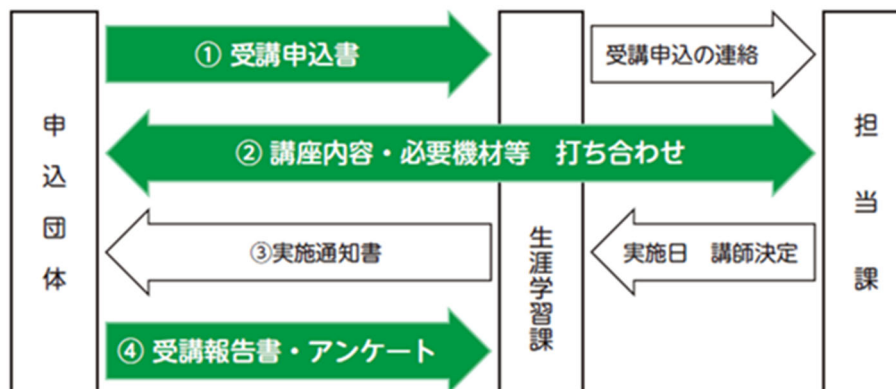 ① 受講申込書
受講申込の連絡
申込団体
② 講座内容・必要機材等　打ち合わせ
担当課
③実施通知書
生涯学習課
実施日　講師決定
④ 受講報告書・アンケート